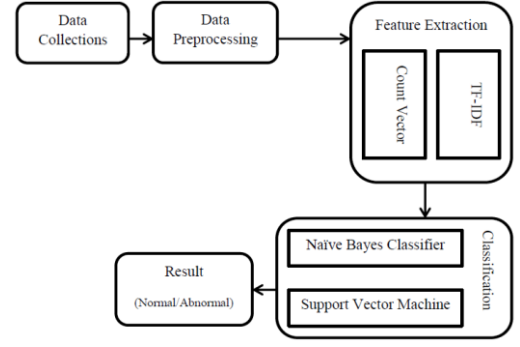 Data
Collections
Data
Preprocessing
Feature Extraction
Count Vector
TF-IDF
Naïve Bayes Classifier
Support Vector Machine
Classification
Result
(Normal/Abnormal)